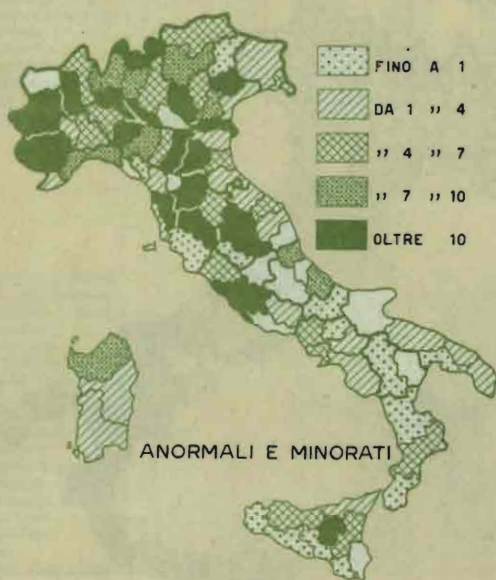 FINO A 1
DA 1 ,, 4
,, 4 ,, 7
,, 7 ,, 10
OLTRE 10
ANORMALI E MINORATI